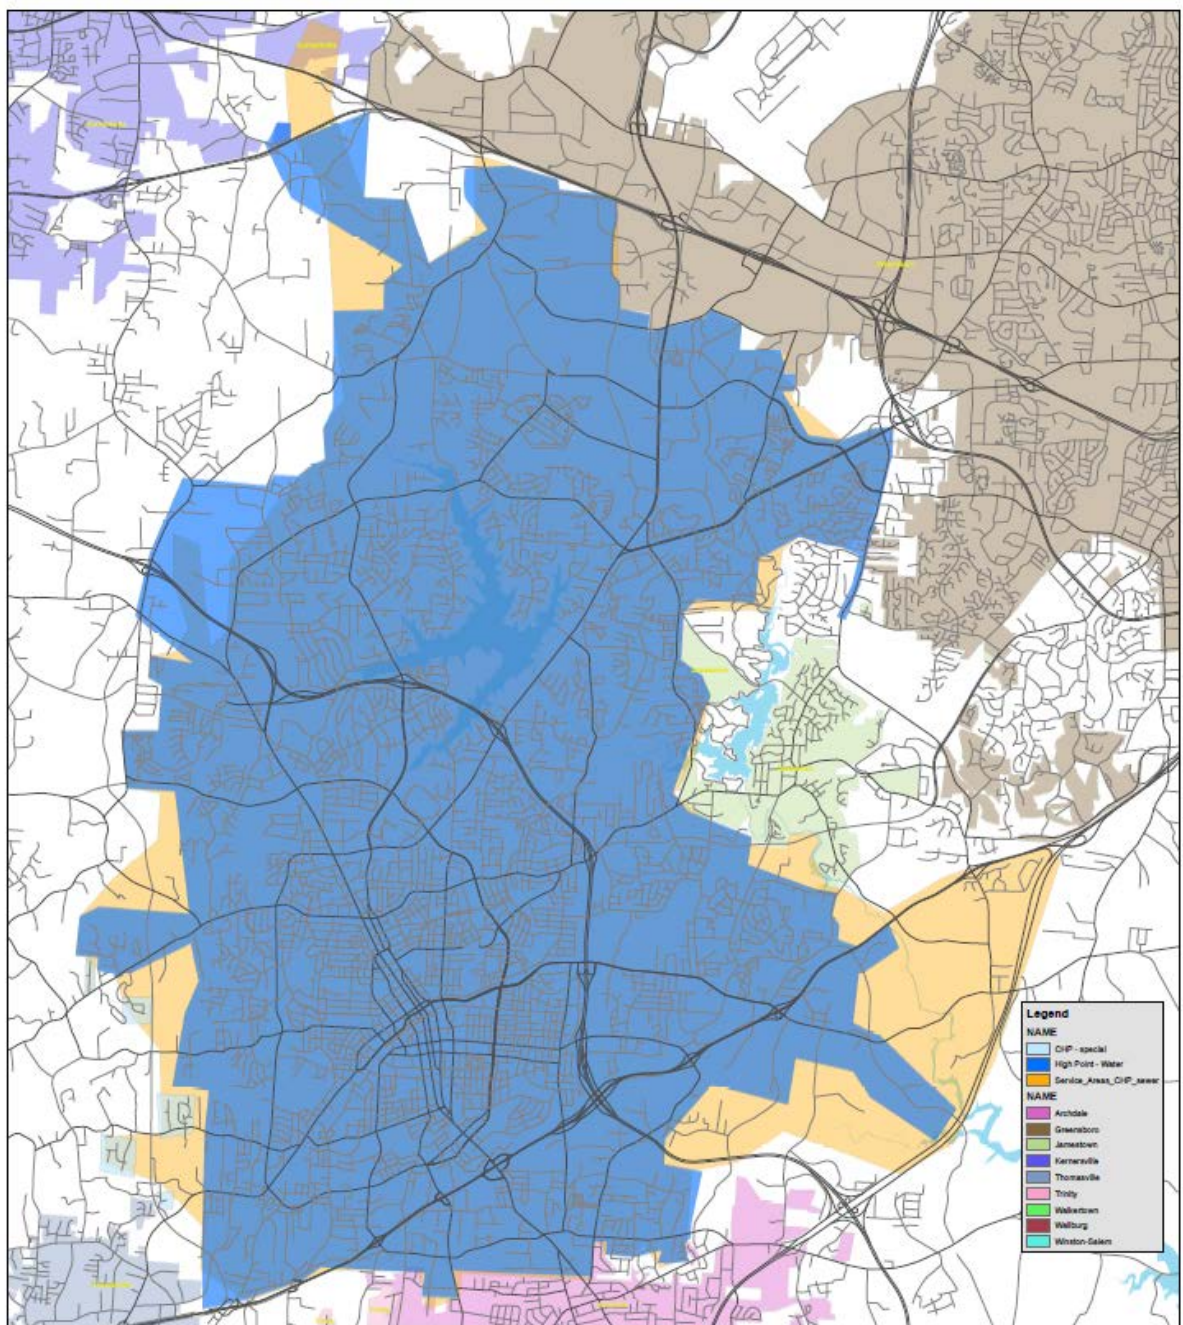 Legend
NAME
CHP - special
High Point - Water
Service_Areas_CHP_sewer
NAME
Archdale
Greensboro
Jamestown
Kernersville
Thomasville
Trinity
Walkertown
Wallburg
Winston-Salem